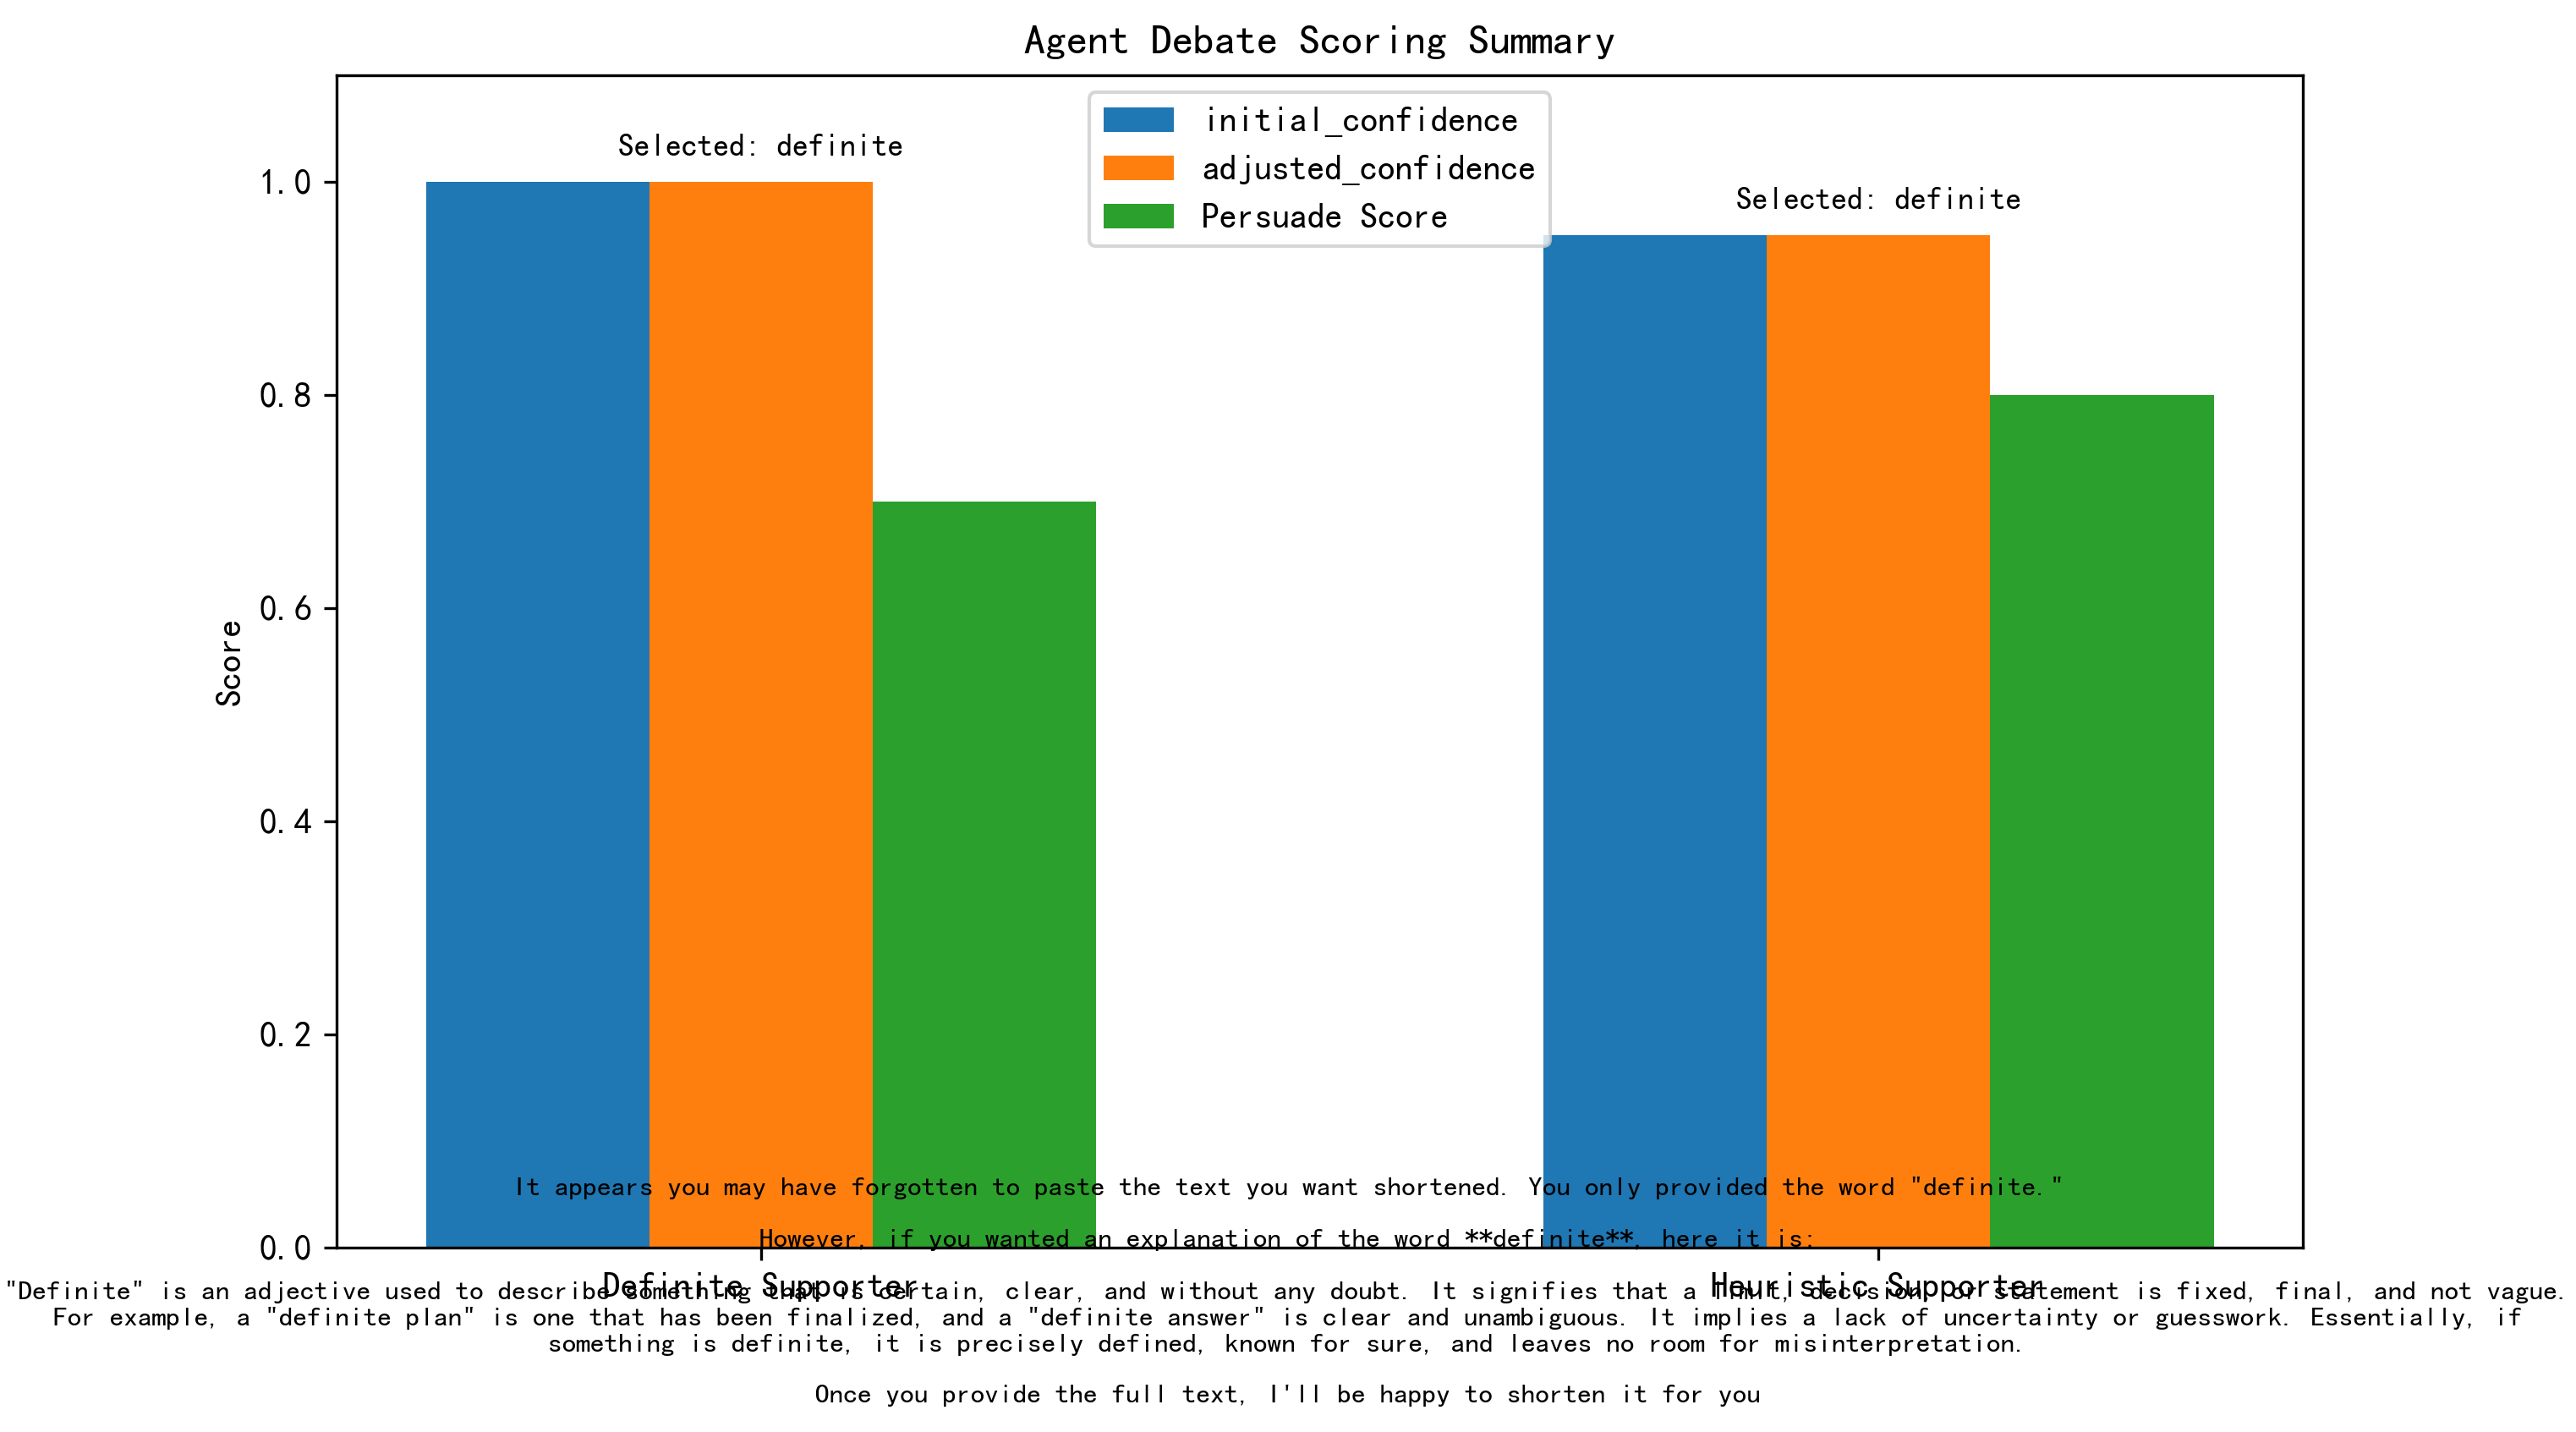 Agent Debate Scoring Summary
initial_confidence
adjusted_confidence
Persuade Score
Selected: definite
Selected: definite
1.0
0.8
0.6
0.4
0.2
0.0
Score
It appears you may have forgotten to paste the text you want shortened. You only provided the word "definite."
However, if you wanted an explanation of the word **definite**, here it is:
Definite Supporter
Heuristic Supporter
"Definite" is an adjective used to describe something that is certain, clear, and without any doubt. It signifies that a limit, decision, or statement is fixed, final, and not vague.
For example, a "definite plan" is one that has been finalized, and a "definite answer" is clear and unambiguous. It implies a lack of uncertainty or guesswork. Essentially, if
something is definite, it is precisely defined, known for sure, and leaves no room for misinterpretation.
Once you provide the full text, I'll be happy to shorten it for you